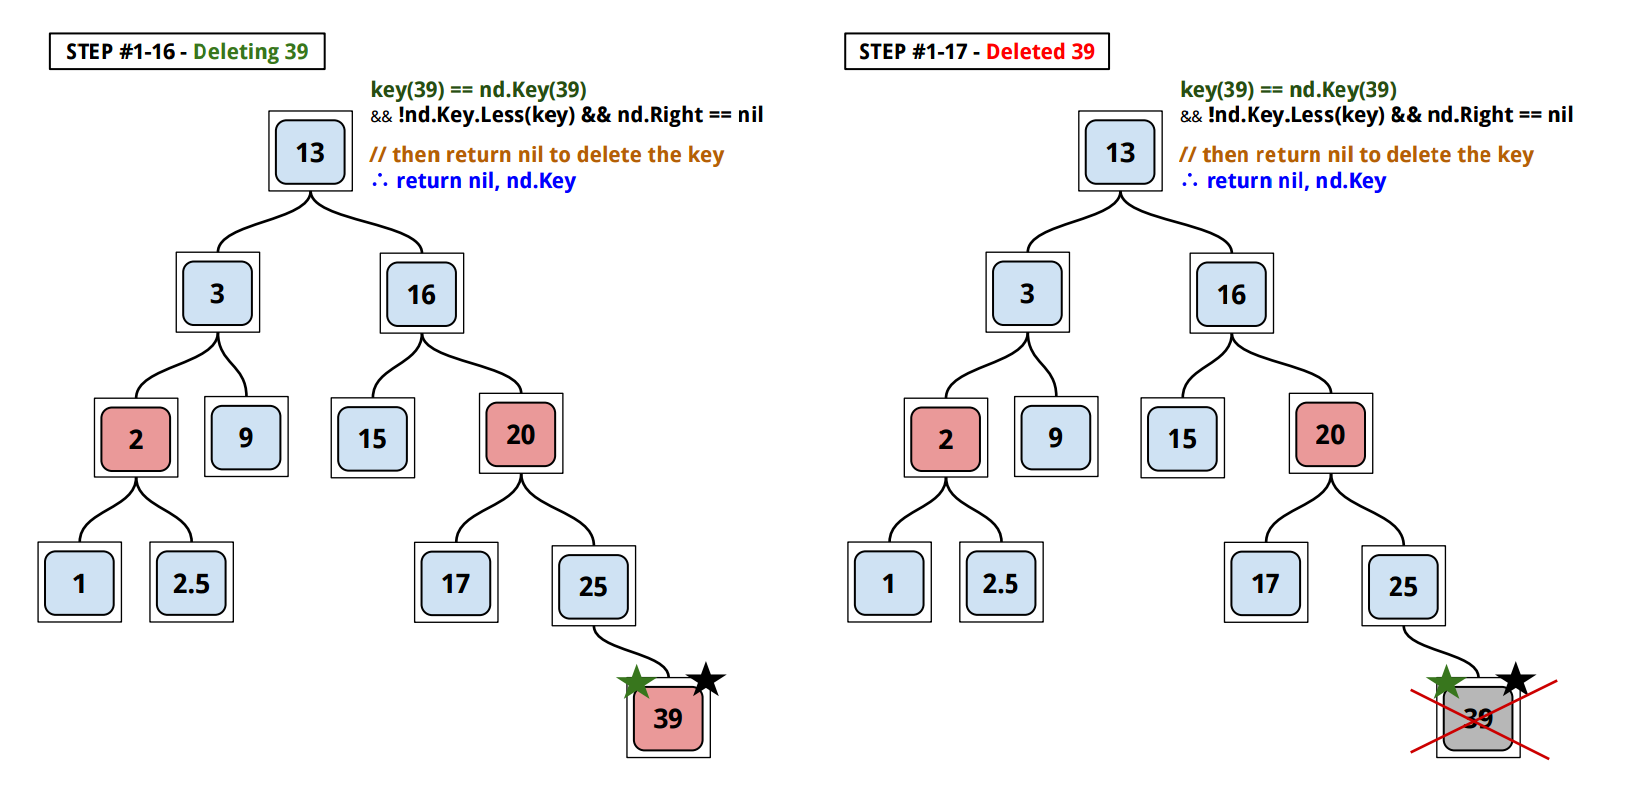 STEP #1-16 - Deleting 39
key(39) == nd.Key(39)
&& !nd.Key.Less(key) && nd.Right == nil
// then return nil to delete the key
∴ return nil, nd.Key
13
3
16
2
9
15
20
1
2.5
17
25
39
STEP #1-17 - Deleted 39
key(39) == nd.Key(39)
&& !nd.Key.Less(key) && nd.Right == nil
// then return nil to delete the key
∴ return nil, nd.Key
13
3
16
2
9
15
20
1
2.5
17
25
39